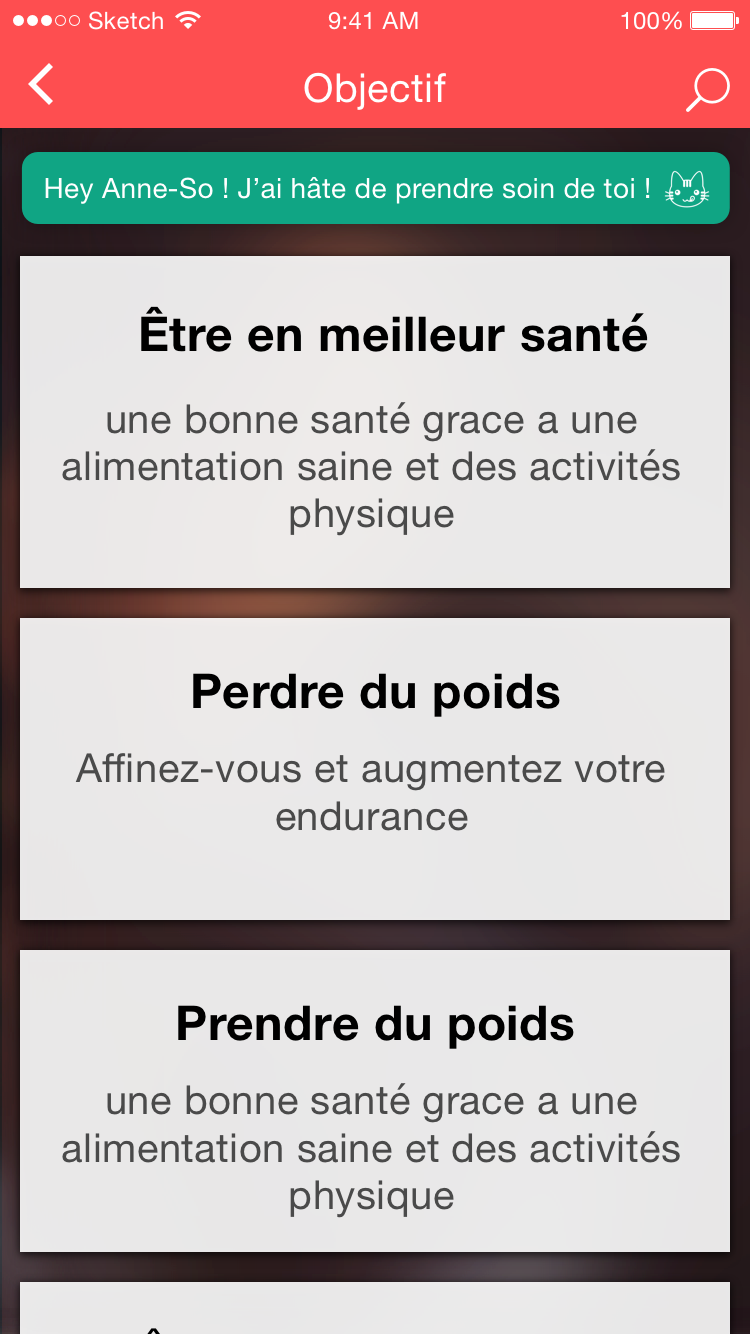 Sketch 9:41 AM 100%
Objectif
Hey Anne-So ! J’ai hâte de prendre soin de toi !
Être en meilleur santé
une bonne santé grace a une
alimentation saine et des activités
physique
Perdre du poids
Affinez-vous et augmentez votre
endurance
Prendre du poids
une bonne santé grace a une
alimentation saine et des activités
physique